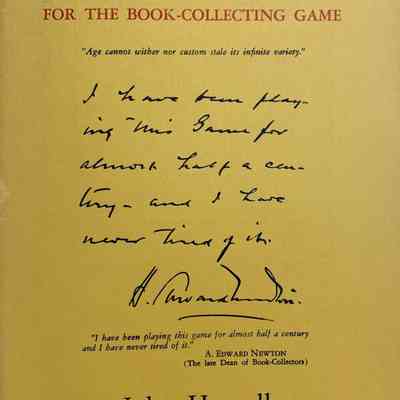 FOR THE BOOK-COLLECTING GAME
"Age cannot wither nor custom stale its infinite variety."
I have been play-
ing this Game for
almost half a cen-
tury – and I have
never tired of it.
A. Edward Newton.
"I have been playing this game for almost half a century
and I have never tired of it."
A. EDWARD NEWTON
(The late Dean of Book-Collectors)